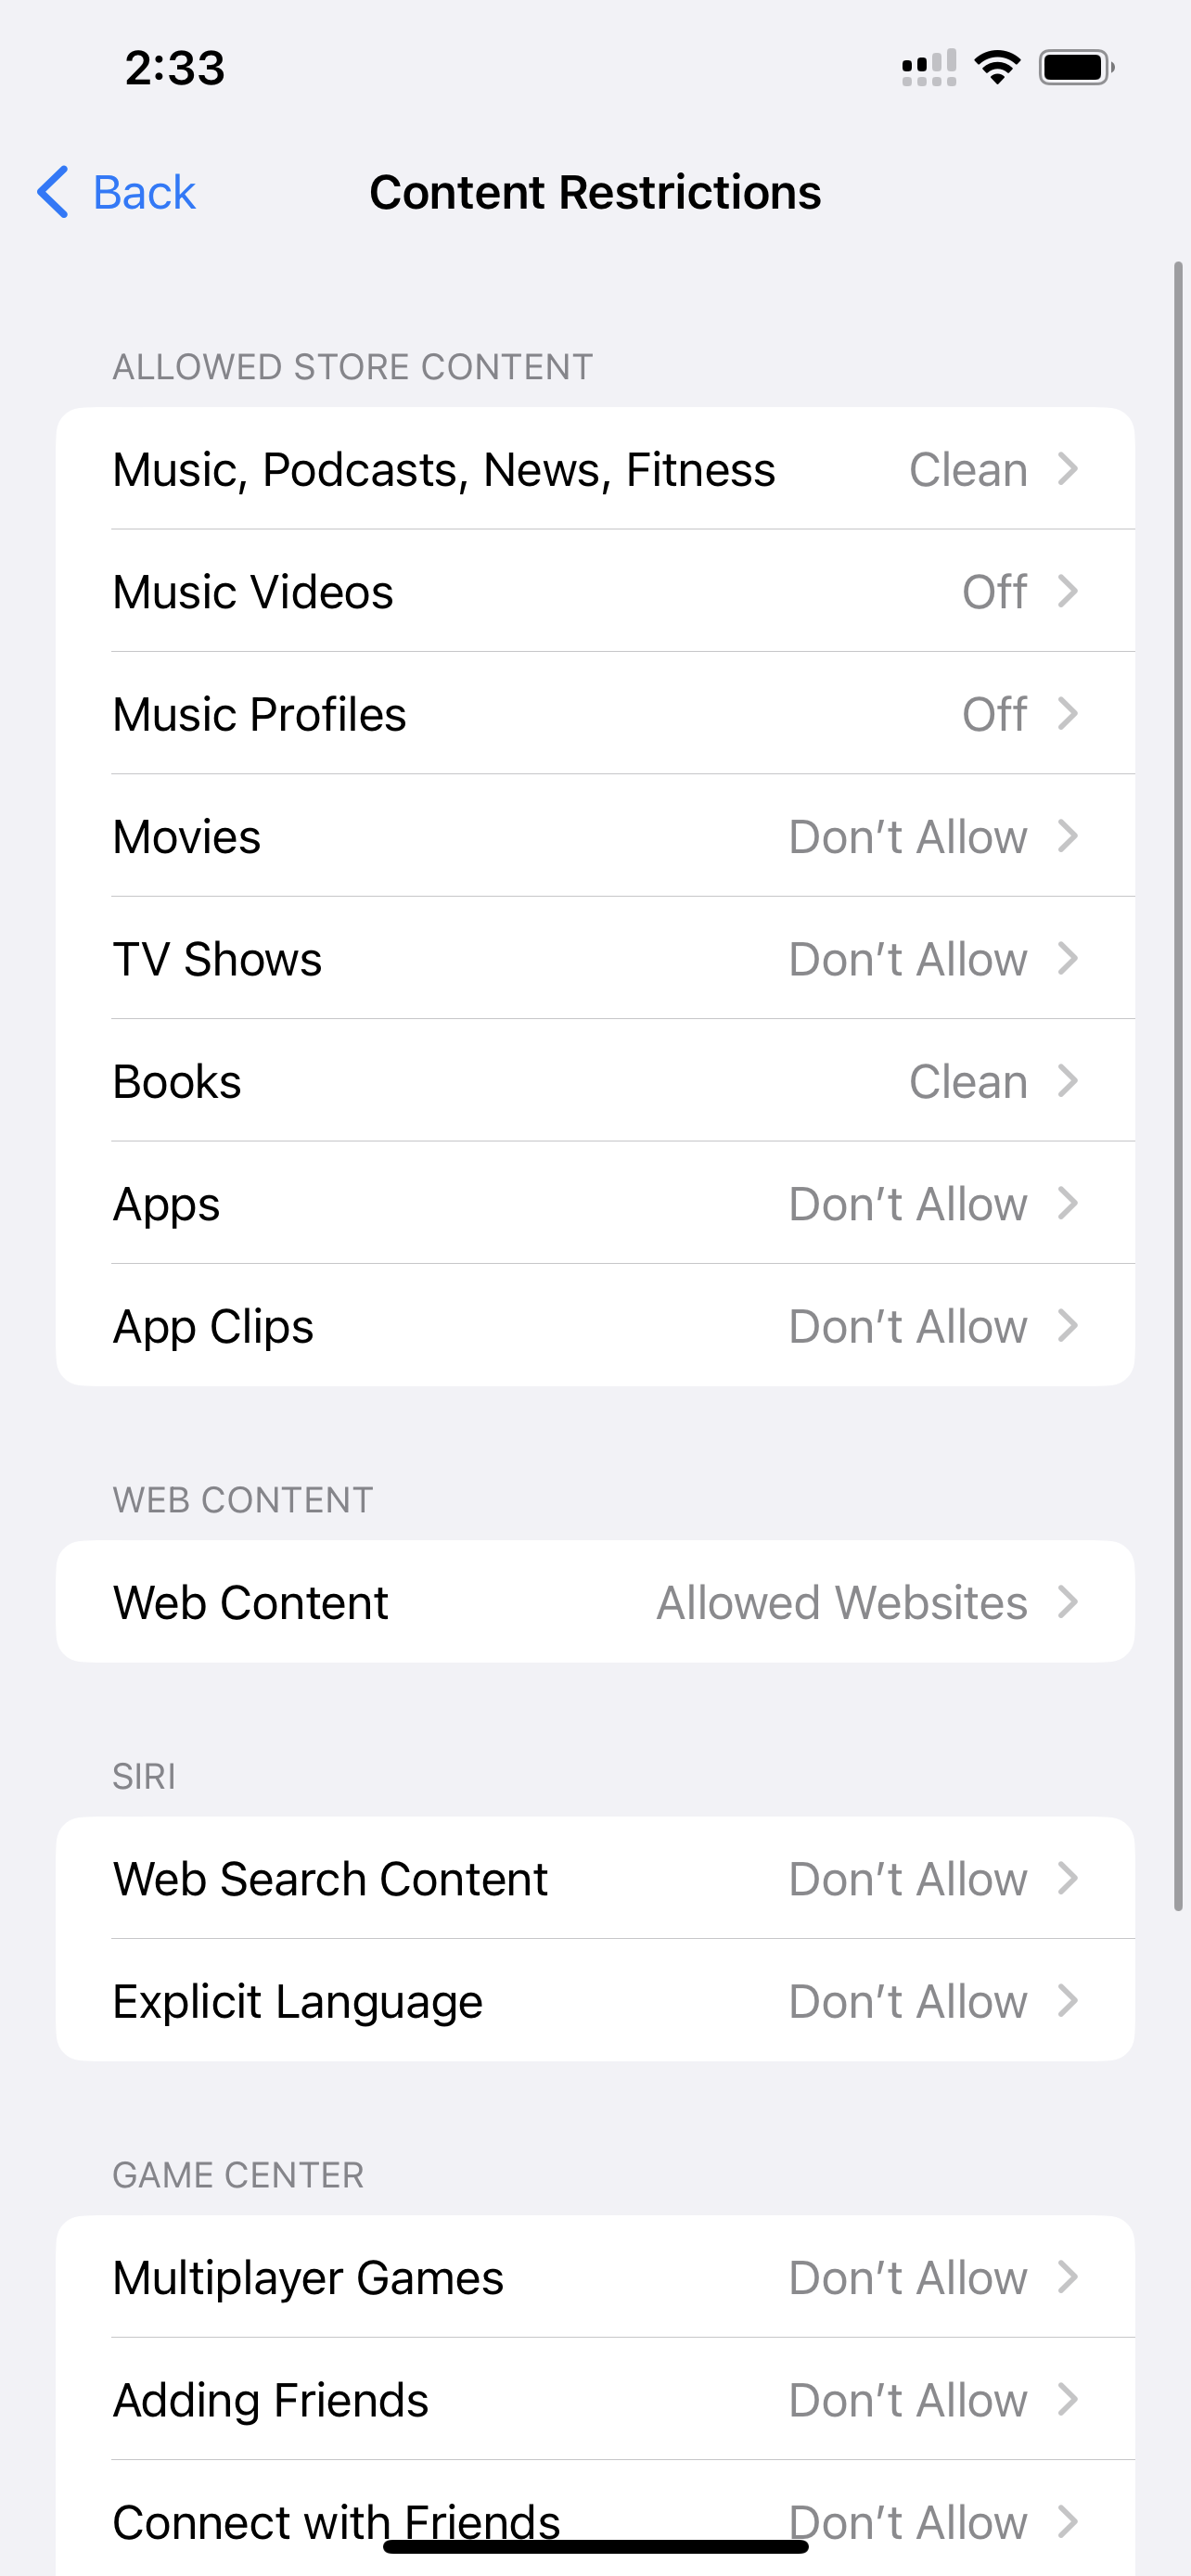 2:33
Back
Content Restrictions
ALLOWED STORE CONTENT
Music, Podcasts, News, Fitness Clean
Music Videos Off
Music Profiles Off
Movies Don’t Allow
TV Shows Don’t Allow
Books Clean
Apps Don’t Allow
App Clips Don’t Allow
WEB CONTENT
Web Content Allowed Websites
SIRI
Web Search Content Don’t Allow
Explicit Language Don’t Allow
GAME CENTER
Multiplayer Games Don’t Allow
Adding Friends Don’t Allow
Connect with Friends Don’t Allow